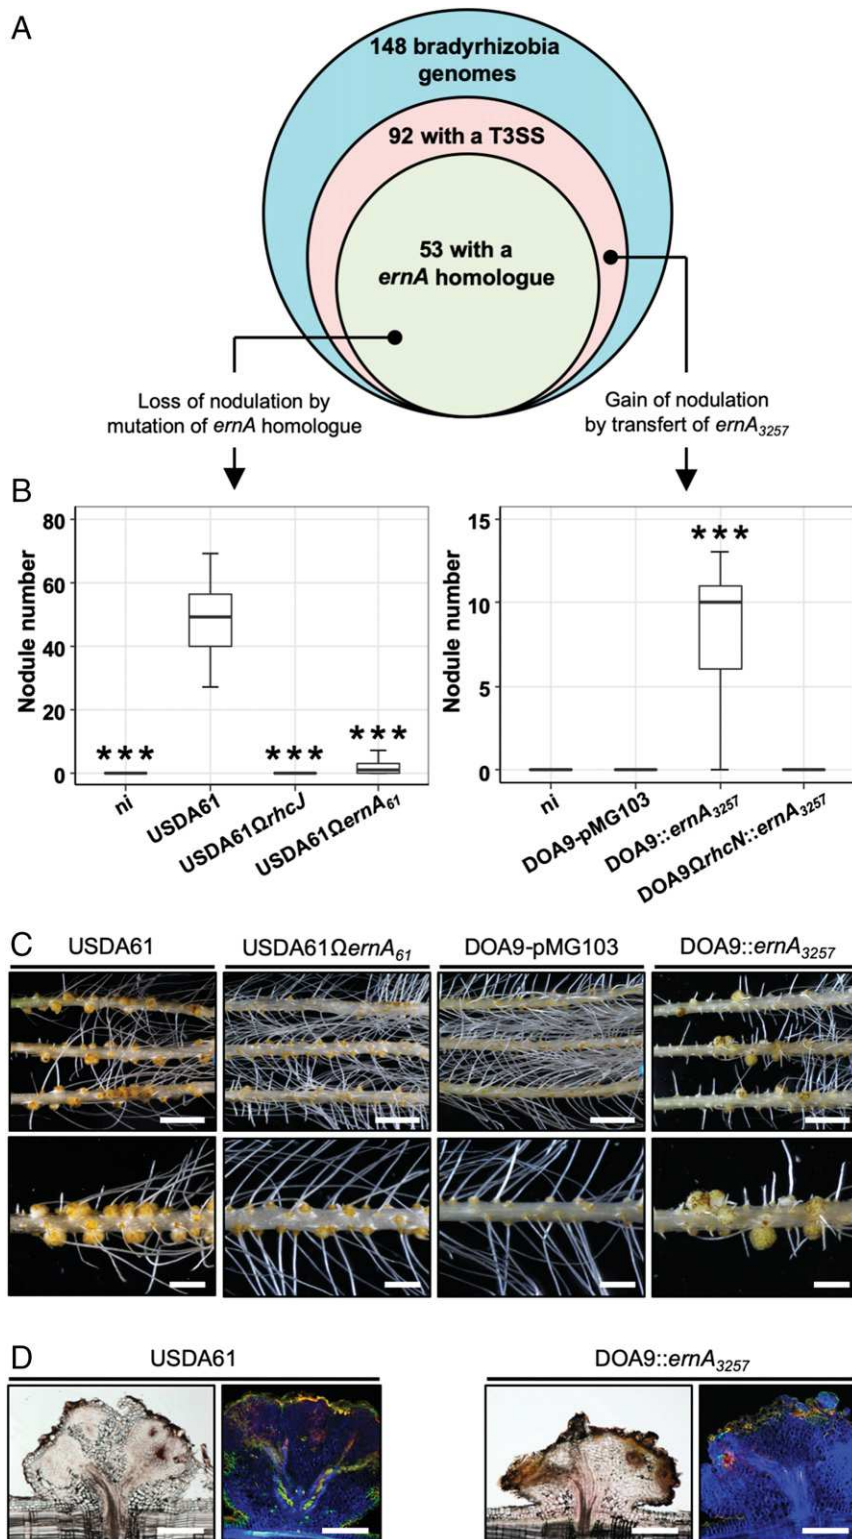 A
148 bradyrhizobia
genomes
92 with a T3SS
53 with a
ernA homologue
Loss of nodulation by
mutation of ernA homologue
Gain of nodulation
by transfert of ernA3257
B
Nodule number
80
60
40
20
0
***
***
***
ni
USDA61
USDA61ΩrhcJ
USDA61ΩernA61
Nodule number
15
10
5
0
***
ni
DOA9-pMG103
DOA9::ernA3257
DOA9ΩrhcN::ernA3257
C
USDA61
USDA61ΩernA61
DOA9-pMG103
DOA9::ernA3257
D
USDA61
DOA9::ernA3257